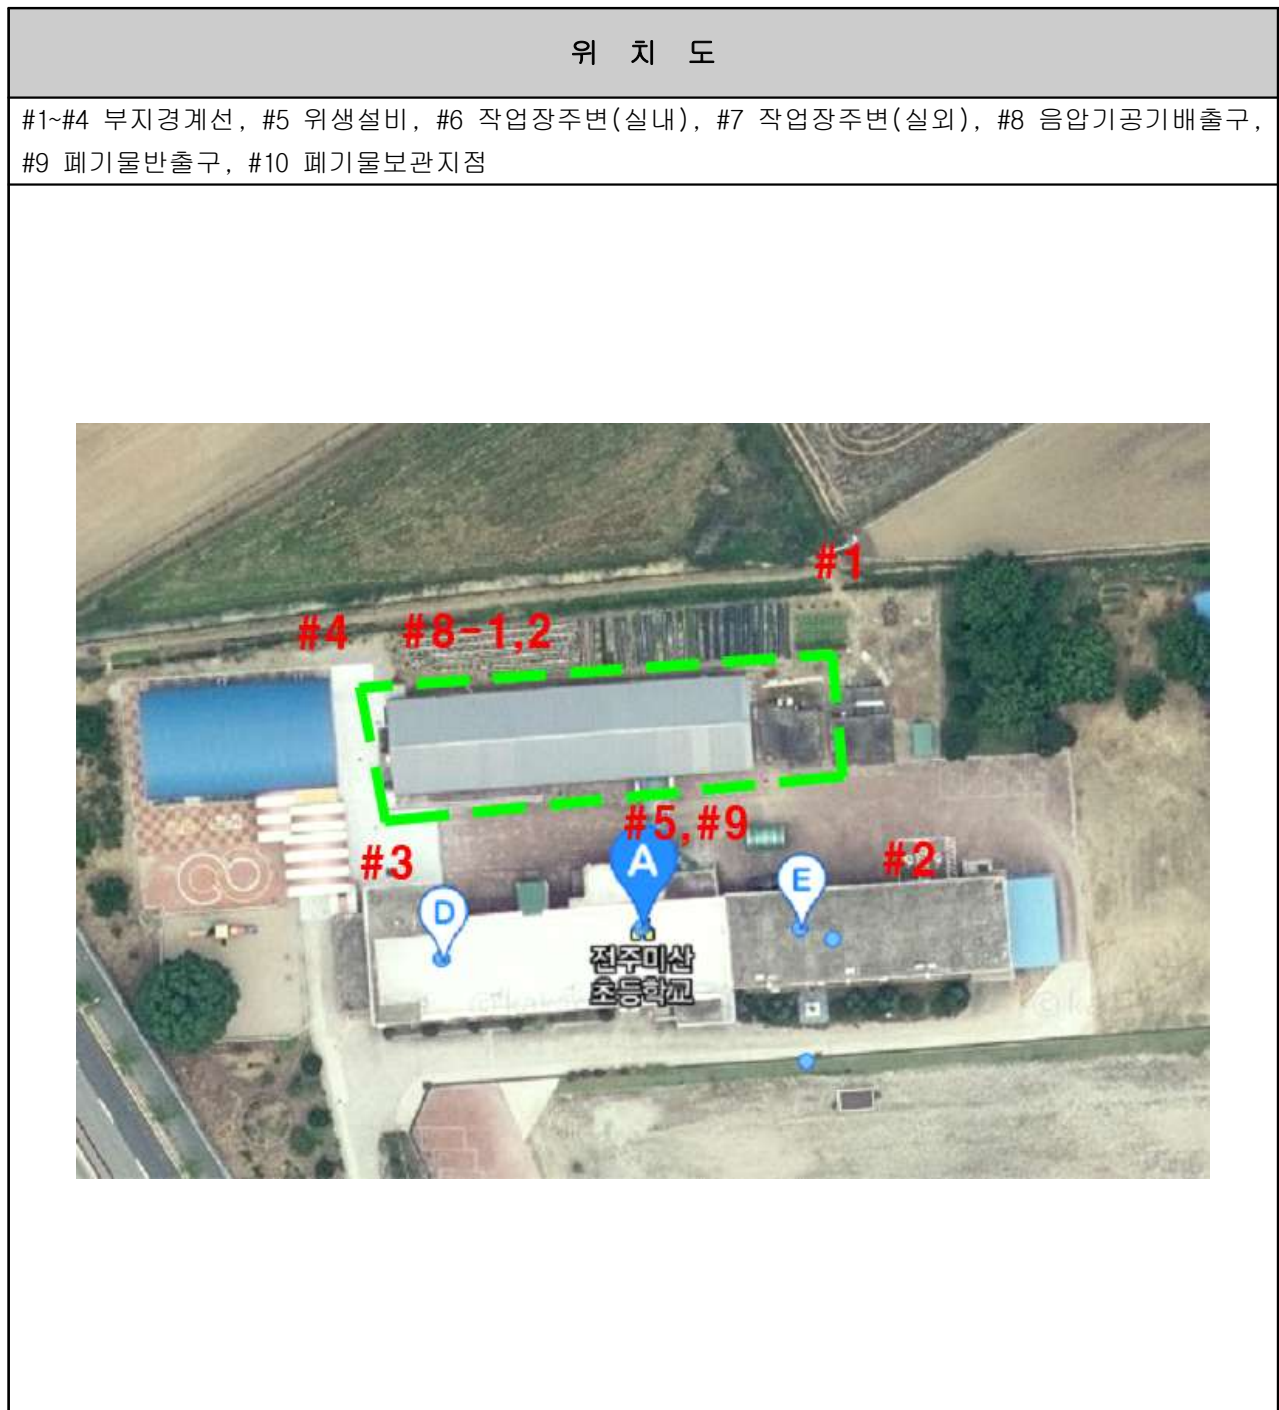 위 치 도
#1~#4 부지경계선, #5 위생설비, #6 작업장주변(실내), #7 작업장주변(실외), #8 음압기공기배출구,
#9 폐기물반출구, #10 폐기물보관지점
#1
#4 #8-1,2
#5,#9
#3 #2
A
E
D
전주미산
초등학교